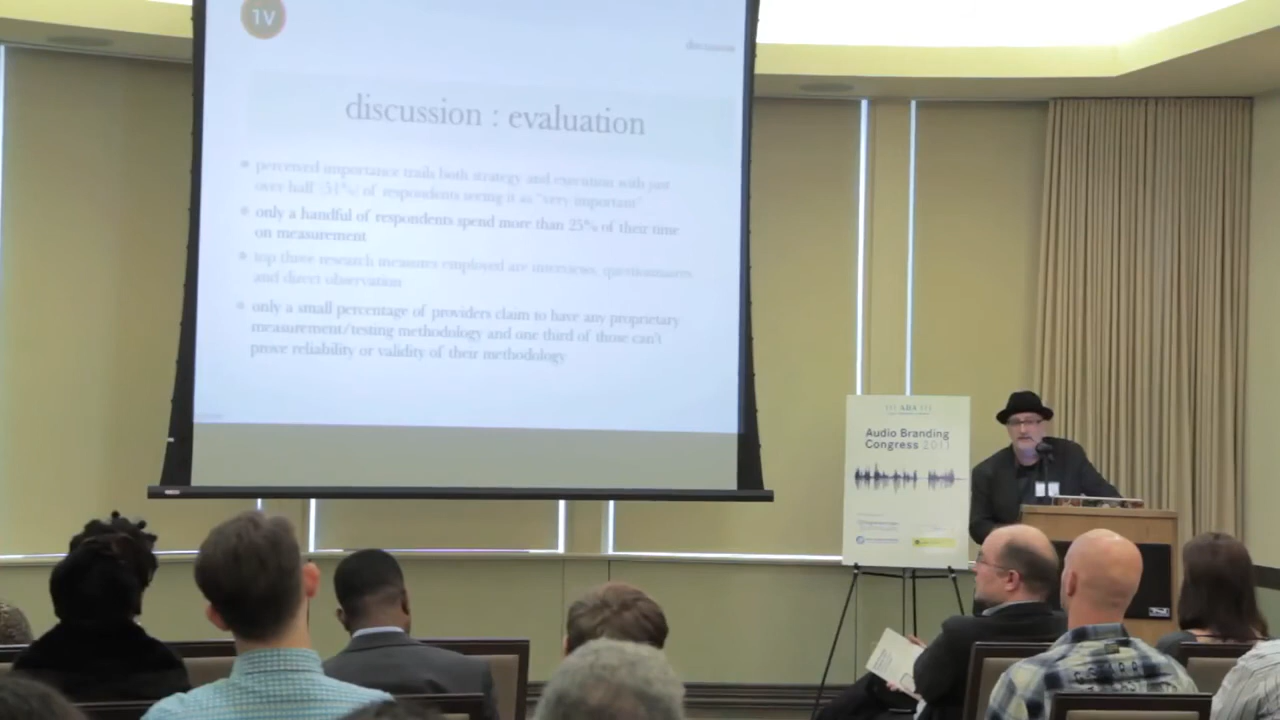 1V
discussion
discussion : evaluation
• perceived importance trails both strategy and execution with just
over half (51%) of respondents seeing it as "very important"
• only a handful of respondents spend more than 25% of their time
on measurement
• top three research measures employed are interviews, questionnaires
and direct observation
• only a small percentage of providers claim to have any proprietary
measurement/testing methodology and one third of those can't
prove reliability or validity of their methodology
ABA
Audio Branding
Congress 2011